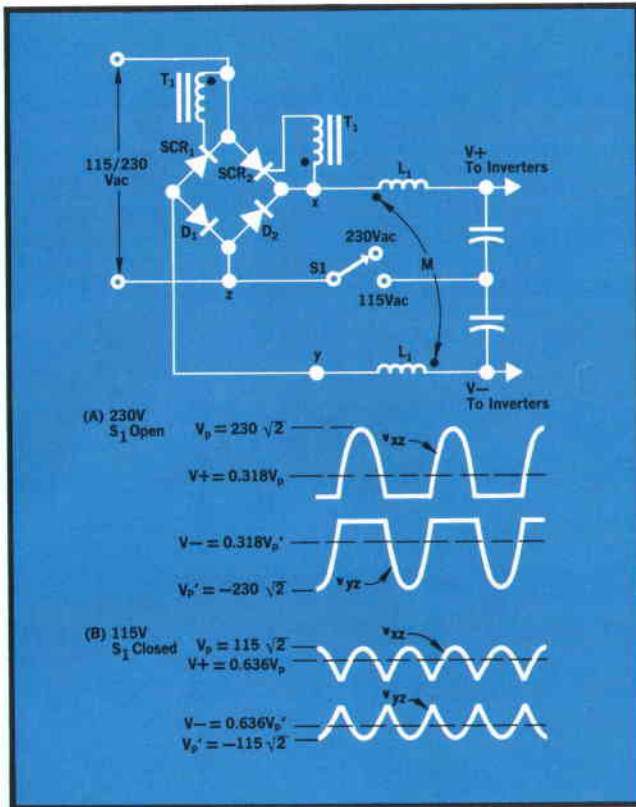 T₁
T₁
SCR₁
SCR₂
115/230
Vac
D₁
D₂
x
L₁
V+
To Inverters
230Vac
S1
115Vac
M
z
y
L₁
V—
To Inverters
(A) 230V
S₁ Open
Vp = 230 √2
vxz
V+ = 0.318Vp
V— = 0.318Vp'
Vp' = —230 √2
vyz
(B) 115V
S₁ Closed
Vp = 115 √2
vxz
V+ = 0.636Vp
vyz
V— = 0.636Vp'
Vp' = —115 √2